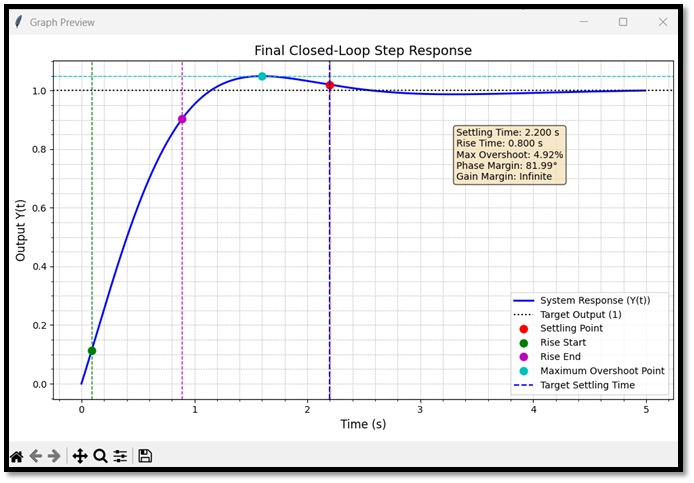 Graph Preview
Final Closed-Loop Step Response
Output Y(t)
1.0
0.8
0.6
0.4
0.2
0.0
Settling Time: 2.200 s
Rise Time: 0.800 s
Max Overshoot: 4.92%
Phase Margin: 81.99°
Gain Margin: Infinite
System Response (Y(t))
Target Output (1)
Settling Point
Rise Start
Rise End
Maximum Overshoot Point
Target Settling Time
0 1 2 3 4 5
Time (s)